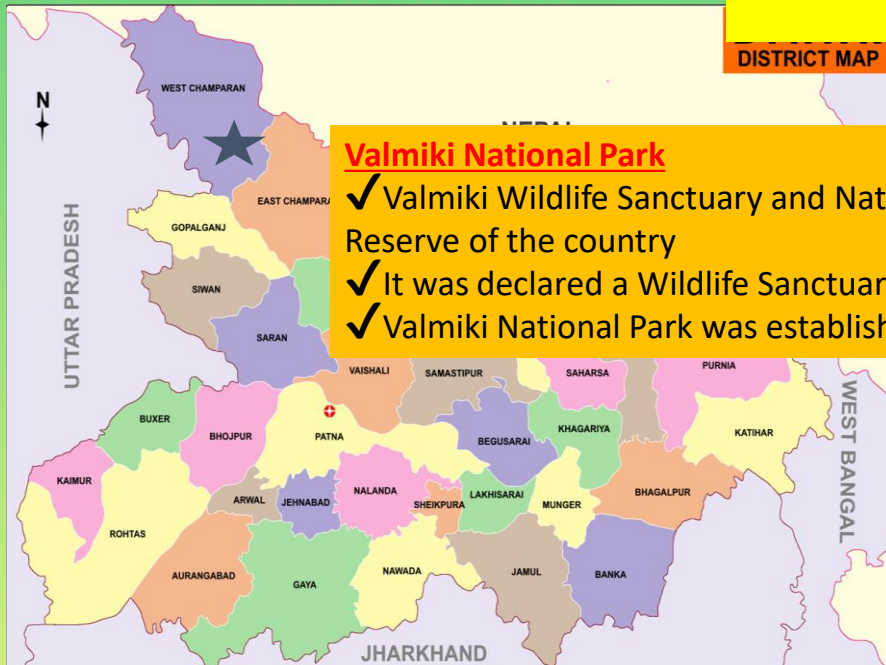 DISTRICT MAP
N
WEST CHAMPARAN
Valmiki National Park
✓Valmiki Wildlife Sanctuary and Nat
Reserve of the country
✓It was declared a Wildlife Sanctuar
✓Valmiki National Park was establish
EAST CHAMPARA
GOPALGANJ
UTTAR PRADESH
SIWAN
SARAN
VAISHALI
SAMASTIPUR
SAHARSA
PURNIA
WEST BANGAL
BUXER
BHOJPUR
PATNA
BEGUSARAI
KHAGARIYA
KATIHAR
KAIMUR
ARWAL
JEHNABAD
NALANDA
SHEIKPURA
LAKHISARAI
MUNGER
BHAGALPUR
ROHTAS
AURANGABAD
GAYA
NAWADA
JAMUL
BANKA
JHARKHAND